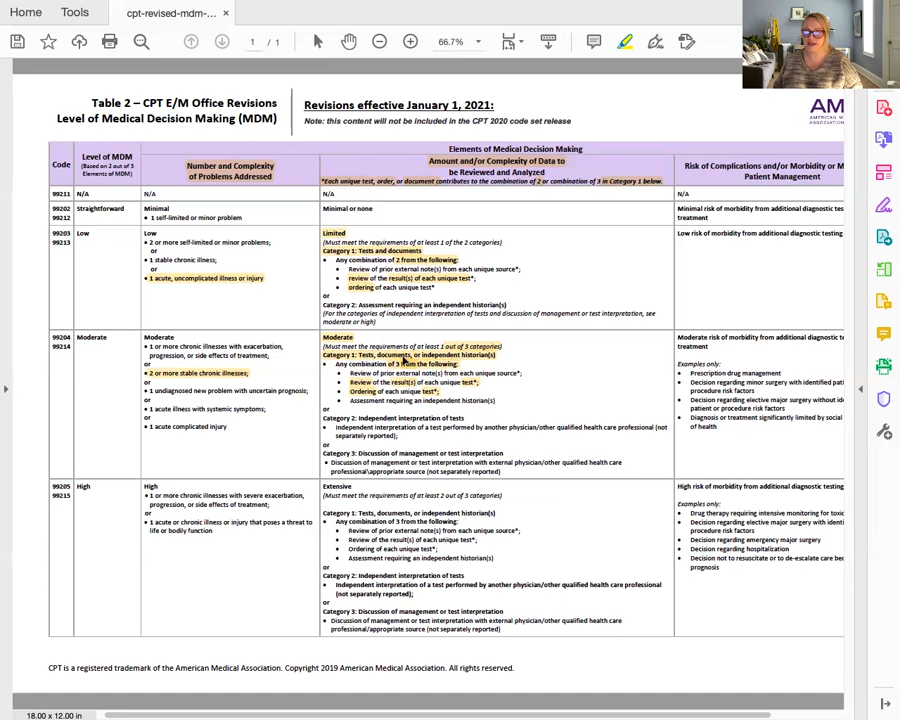 Home
Tools
cpt-revised-mdm-...
×
1 / 1
66.7%
Table 2 – CPT E/M Office Revisions
Level of Medical Decision Making (MDM)
Revisions effective January 1, 2021:
Note: this content will not be included in the CPT 2020 code set release
AM
AMERICAN M
ASSOCIATION
Elements of Medical Decision Making
Code
Level of MDM
(Based on 2 out of 3
Elements of MDM)
Number and Complexity
of Problems Addressed
Amount and/or Complexity of Data to
be Reviewed and Analyzed
*Each unique test, order, or document contributes to the combination of 2 or combination of 3 in Category 1 below.
Risk of Complications and/or Morbidity or M
Patient Management
99211
N/A
N/A
N/A
N/A
99202
99212
Straightforward
Minimal
• 1 self-limited or minor problem
Minimal or none
Minimal risk of morbidity from additional diagnostic tes
treatment
99203
99213
Low
Low
• 2 or more self-limited or minor problems;
or
• 1 stable chronic illness;
or
• 1 acute, uncomplicated illness or injury
Limited
(Must meet the requirements of at least 1 of the 2 categories)
Category 1: Tests and documents
• Any combination of 2 from the following:
• Review of prior external note(s) from each unique source*;
• review of the result(s) of each unique test*;
• ordering of each unique test*
or
Category 2: Assessment requiring an independent historian(s)
(For the categories of independent interpretation of tests and discussion of management or test interpretation, see
moderate or high)
Low risk of morbidity from additional diagnostic testing
99204
99214
Moderate
Moderate
• 1 or more chronic illnesses with exacerbation,
progression, or side effects of treatment;
or
• 2 or more stable chronic illnesses;
or
• 1 undiagnosed new problem with uncertain prognosis;
or
• 1 acute illness with systemic symptoms;
or
• 1 acute complicated injury
Moderate
(Must meet the requirements of at least 1 out of 3 categories)
Category 1: Tests, documents, or independent historian(s)
• Any combination of 3 from the following:
• Review of prior external note(s) from each unique source*;
• Review of the result(s) of each unique test*;
• Ordering of each unique test*;
• Assessment requiring an independent historian(s)
or
Category 2: Independent interpretation of tests
• Independent interpretation of a test performed by another physician/other qualified health care professional (not
separately reported);
or
Category 3: Discussion of management or test interpretation
• Discussion of management or test interpretation with external physician/other qualified health care
professional\appropriate source (not separately reported)
Moderate risk of morbidity from additional diagnostic t
treatment
Examples only:
• Prescription drug management
• Decision regarding minor surgery with identified pat
procedure risk factors
• Decision regarding elective major surgery without id
patient or procedure risk factors
• Diagnosis or treatment significantly limited by social
of health
99205
99215
High
High
• 1 or more chronic illnesses with severe exacerbation,
progression, or side effects of treatment;
or
• 1 acute or chronic illness or injury that poses a threat to
life or bodily function
Extensive
(Must meet the requirements of at least 2 out of 3 categories)
Category 1: Tests, documents, or independent historian(s)
• Any combination of 3 from the following:
• Review of prior external note(s) from each unique source*;
• Review of the result(s) of each unique test*;
• Ordering of each unique test*;
• Assessment requiring an independent historian(s)
or
Category 2: Independent interpretation of tests
• Independent interpretation of a test performed by another physician/other qualified health care professional
(not separately reported);
or
Category 3: Discussion of management or test interpretation
• Discussion of management or test interpretation with external physician/other qualified health care
professional/appropriate source (not separately reported)
High risk of morbidity from additional diagnostic testing
Examples only:
• Drug therapy requiring intensive monitoring for toxic
• Decision regarding elective major surgery with identi
procedure risk factors
• Decision regarding emergency major surgery
• Decision regarding hospitalization
• Decision not to resuscitate or to de-escalate care bec
prognosis
CPT is a registered trademark of the American Medical Association. Copyright 2019 American Medical Association. All rights reserved.
18.00 x 12.00 in